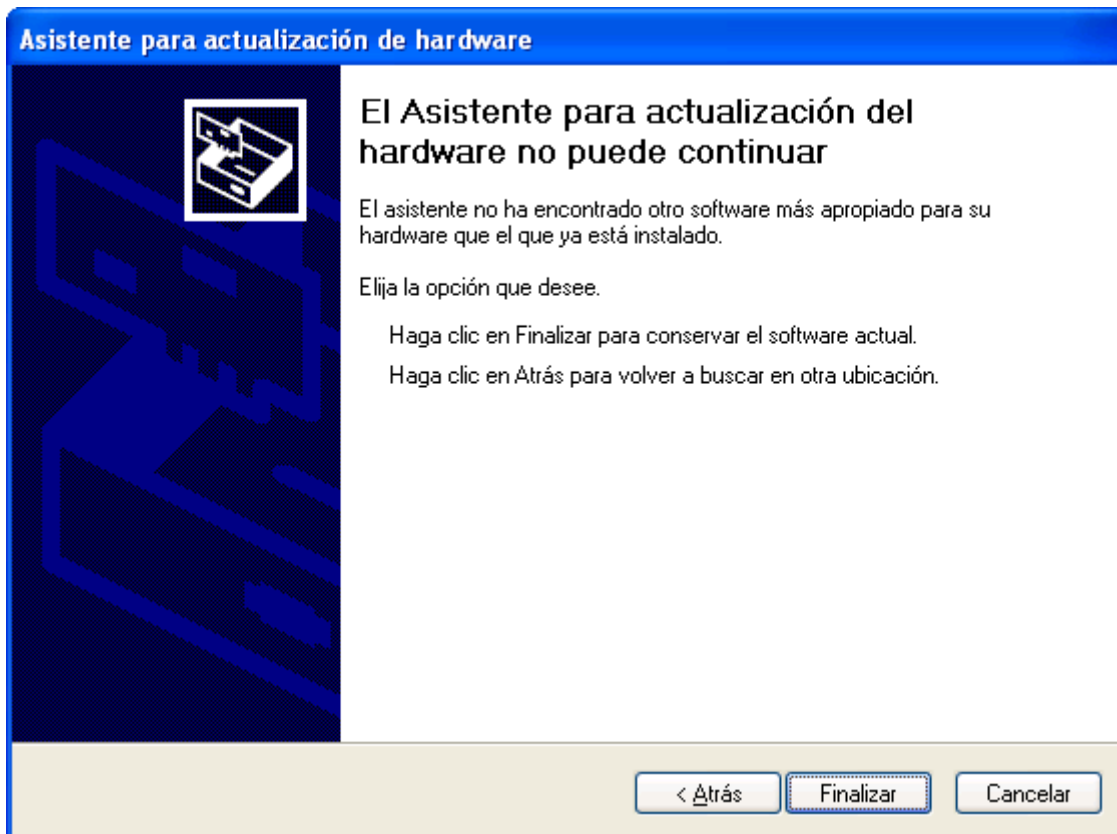 Asistente para actualización de hardware
El Asistente para actualización del
hardware no puede continuar
El asistente no ha encontrado otro software más apropiado para su
hardware que el que ya está instalado.
Elija la opción que desee.
Haga clic en Finalizar para conservar el software actual.
Haga clic en Atrás para volver a buscar en otra ubicación.
< Atrás Finalizar Cancelar